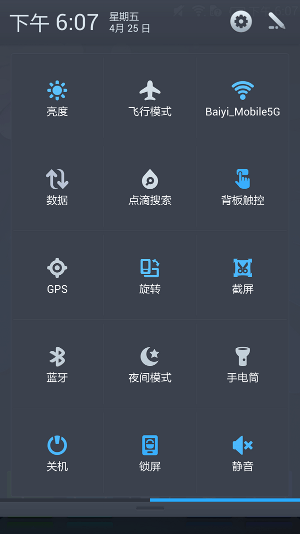 下午 6:07
星期五
4月 25 日
亮度
飞行模式
Baiyi_Mobile5G
数据
点滴搜索
背板触控
GPS
旋转
截屏
蓝牙
夜间模式
手电筒
关机
锁屏
静音